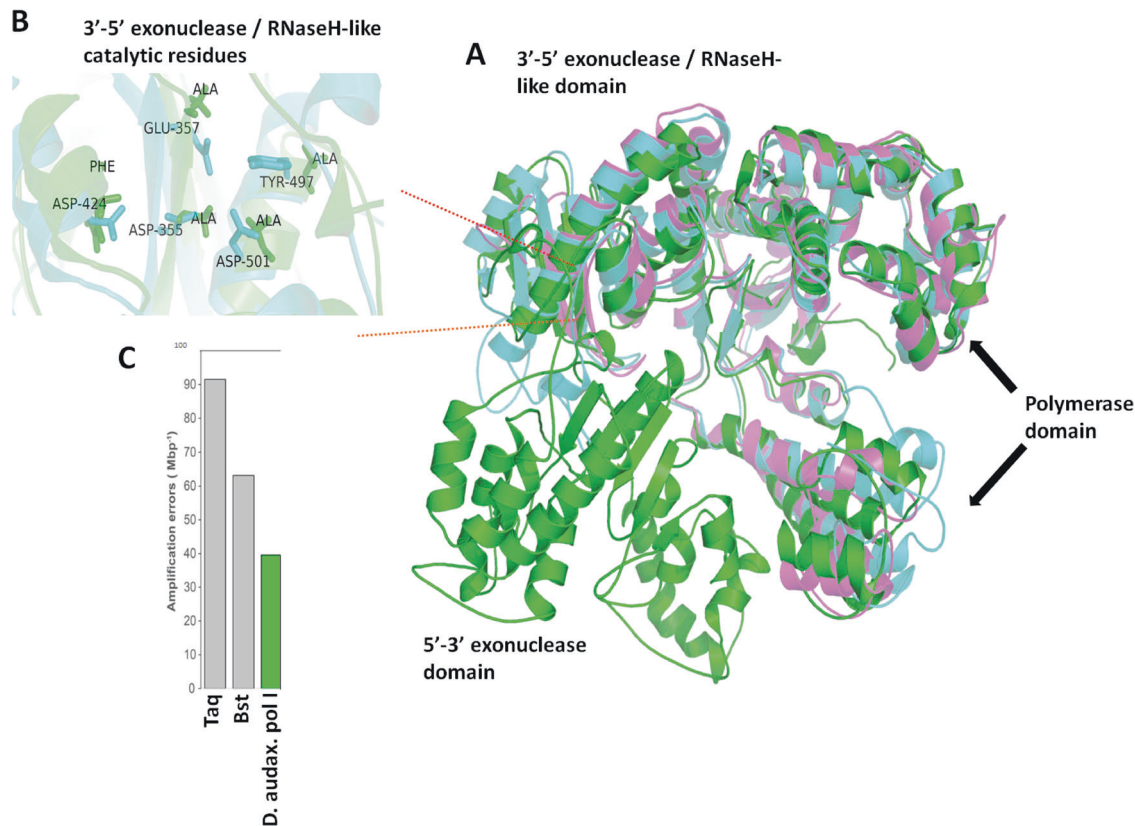 B
3’-5’ exonuclease / RNaseH-like
catalytic residues
ALA
GLU-357
PHE
ALA
TYR-497
ASP-424
ASP-355
ALA
ALA
ASP-501
A
3’-5’ exonuclease / RNaseH-
like domain
Polymerase
domain
5’-3’ exonuclease
domain
C
100
90
80
70
60
50
40
30
20
10
0
Amplification errors ( Mbp⁻¹)
Taq
Bst
D. audax. pol I